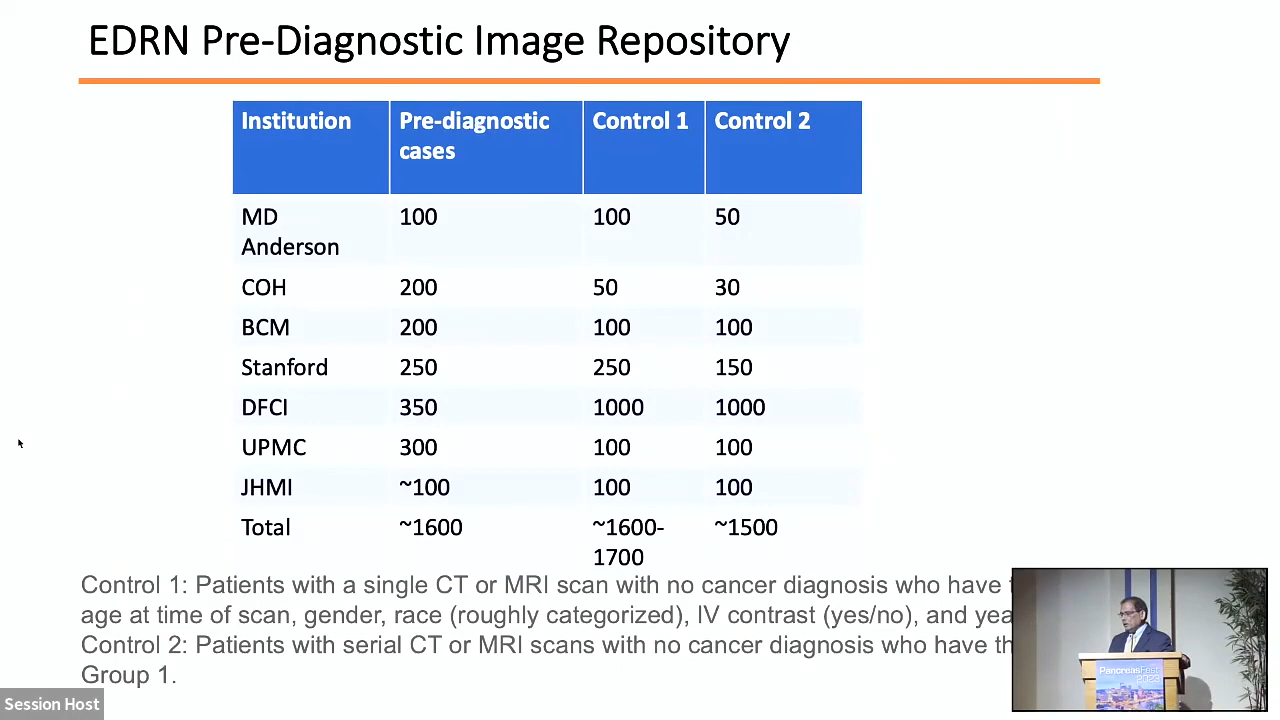 EDRN Pre-Diagnostic Image Repository
Institution Pre-diagnostic cases Control 1 Control 2
MD Anderson 100 100 50
COH 200 50 30
BCM 200 100 100
Stanford 250 250 150
DFCI 350 1000 1000
UPMC 300 100 100
JHMI ~100 100 100
Total ~1600 ~1600-1700 ~1500
Control 1: Patients with a single CT or MRI scan with no cancer diagnosis who have
age at time of scan, gender, race (roughly categorized), IV contrast (yes/no), and
Control 2: Patients with serial CT or MRI scans with no cancer diagnosis who have
Group 1.
PancreasFest
2023
Session Host